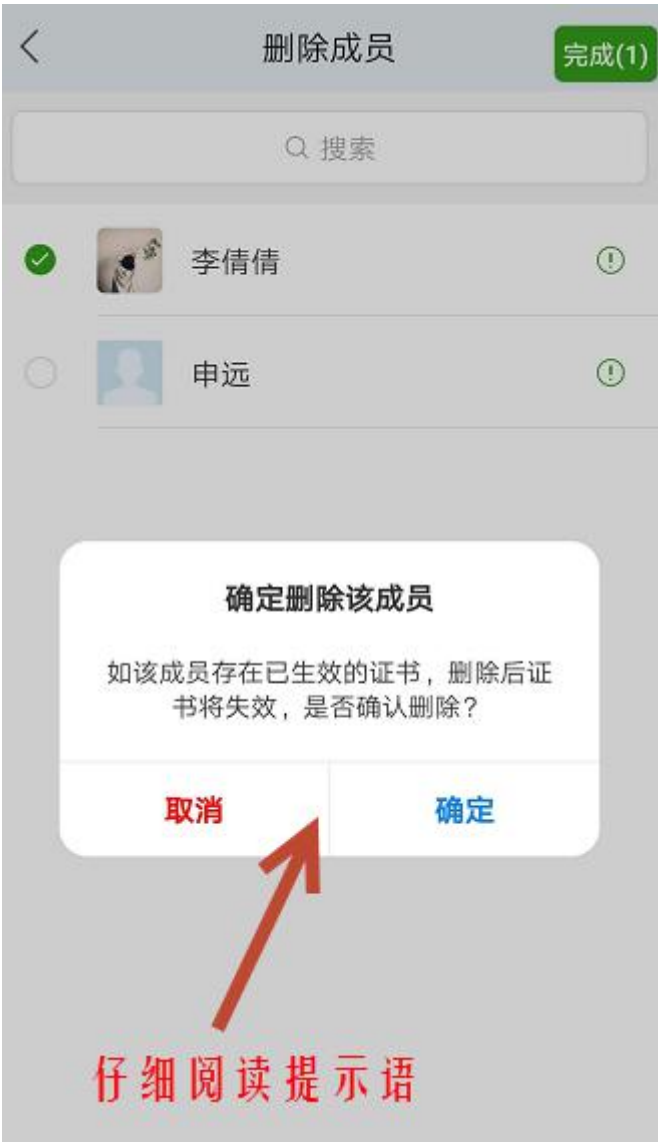 删除成员
完成(1)
搜索
李倩倩
申远
确定删除该成员
如该成员存在已生效的证书，删除后证
书将失效，是否确认删除？
取消
确定
仔细阅读提示语